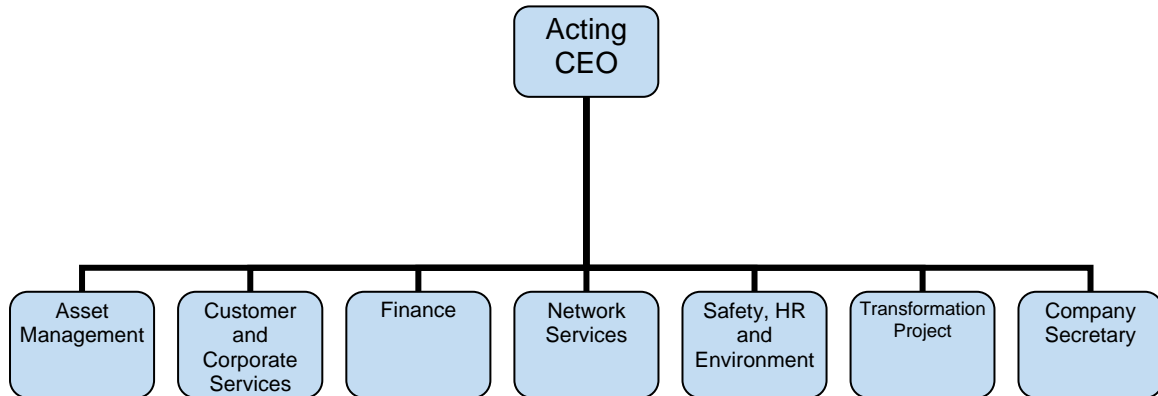 Acting
CEO
Asset
Management
Customer
and
Corporate
Services
Finance
Network
Services
Safety, HR
and
Environment
Transformation
Project
Company
Secretary